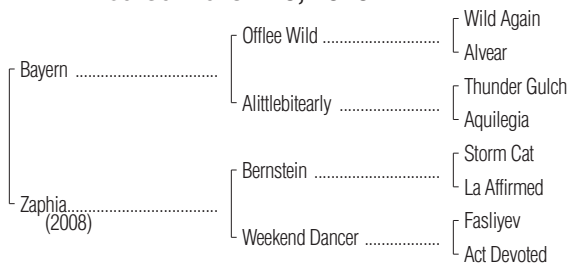 Wild Again
Offlee Wild ..............................
Alvear
Bayern ....................................
Thunder Gulch
Alittlebitearly .........................
Aquilegia
Storm Cat
Bernstein ................................
La Affirmed
Zaphia......................................
(2008)
Fasliyev
Weekend Dancer ...................
Act Devoted